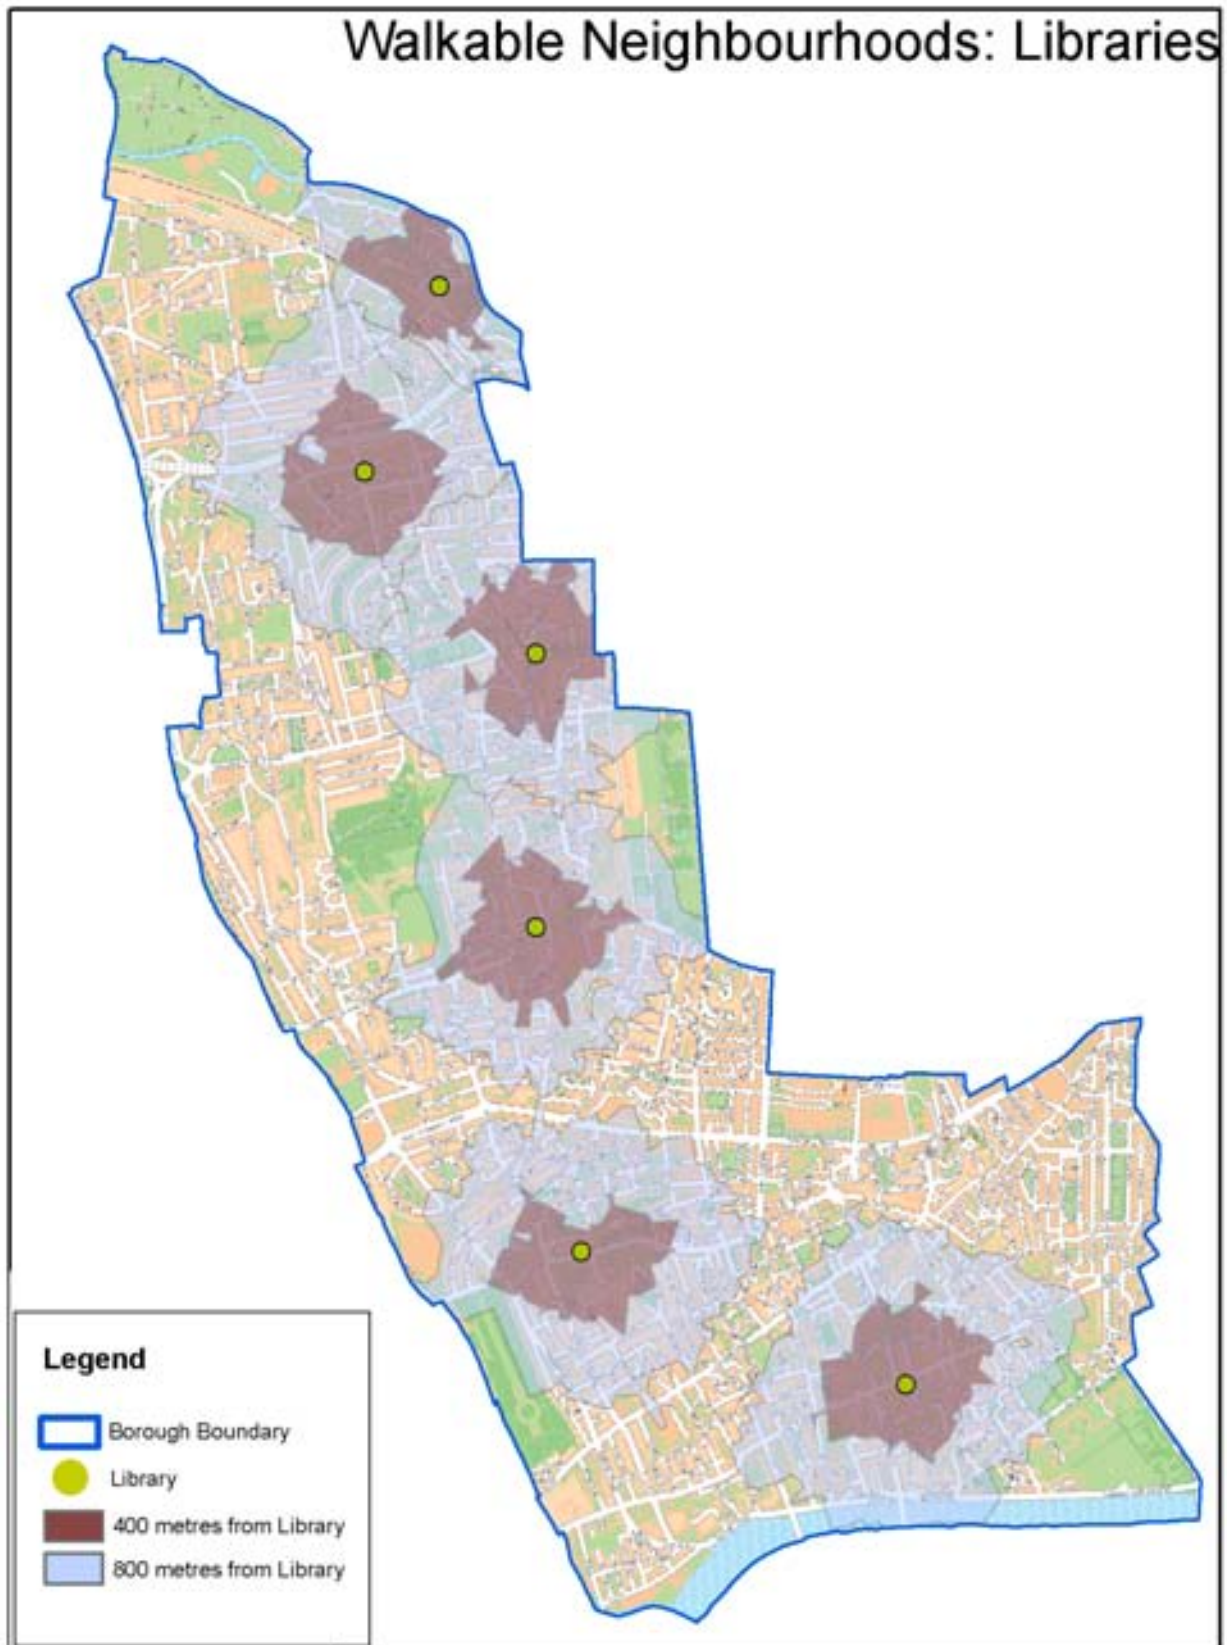 Walkable Neighbourhoods: Libraries
Legend
Borough Boundary
Library
400 metres from Library
800 metres from Library